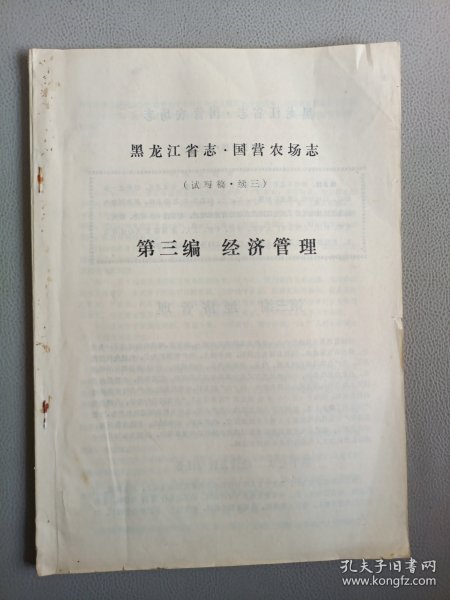 黑龙江省志·国营农场志
（试写稿·续三）
第三编 经济管理
孔夫子旧书网
www.kongfz.com